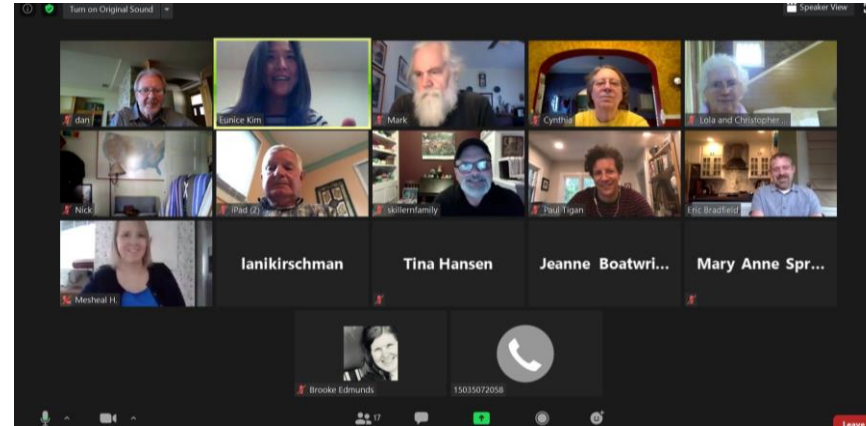 Turn on Original Sound
Speaker View
dan
Eunice Kim
Mark
Cynthia
Lola and Christopher...
Nick
iPad (2)
skillernfamily
Paul Tigan
Eric Bradfield
Mesheal H.
lanikirschman
Tina Hansen
Jeanne Boatwri...
Mary Anne Spr...
Brooke Edmunds
15035072058
17
Leave